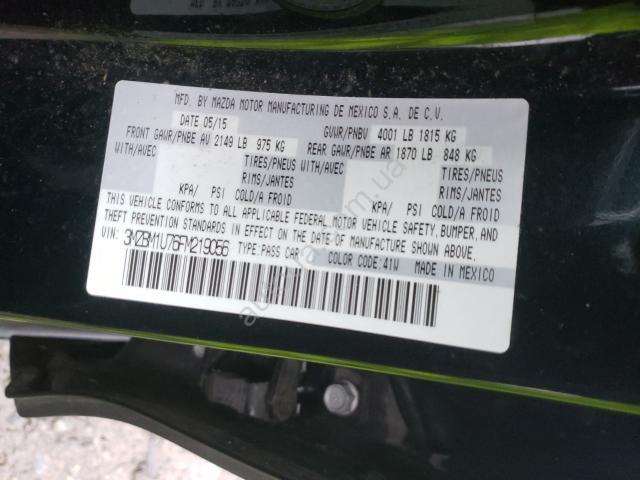 MFD. BY MAZDA MOTOR MANUFACTURING DE MEXICO S.A. DE C.V.
DATE 05/15 GVWR/PNBV 4001 LB 1815 KG
FRONT GAWR/PNBE AV 2149 LB 975 KG REAR GAWR/PNBE AR 1870 LB 848 KG
WITH/AVEC TIRES/PNEUS WITH/AVEC TIRES/PNEUS
RIMS/JANTES RIMS/JANTES
KPA/ PSI COLD/A FROID KPA/ PSI COLD/A FROID
THIS VEHICLE CONFORMS TO ALL APPLICABLE FEDERAL MOTOR VEHICLE SAFETY, BUMPER, AND
THEFT PREVENTION STANDARDS IN EFFECT ON THE DATE OF MANUFACTURE SHOWN ABOVE.
VIN: 3MZBM1U76FM219056 TYPE: PASS CAR COLOR CODE: 41W MADE IN MEXICO